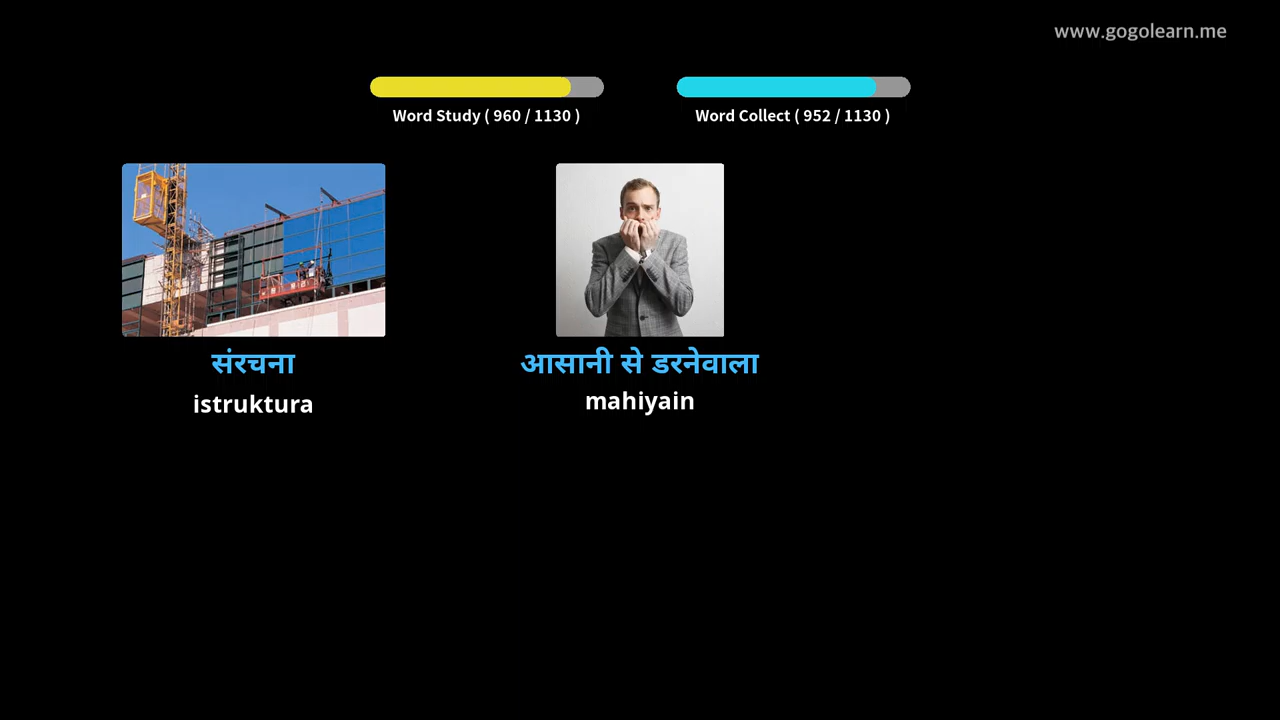 www.gogolearn.me
Word Study ( 960 / 1130 )
Word Collect ( 952 / 1130 )
संरचना
istruktura
आसानी से डरनेवाला
mahiyain